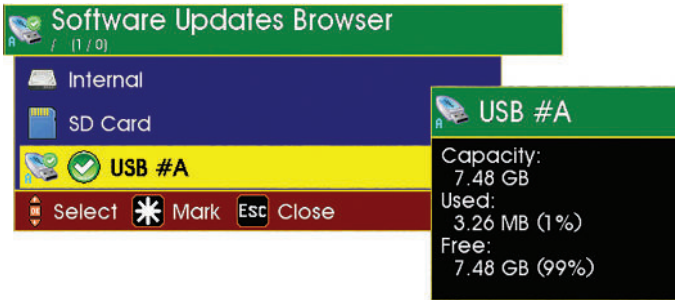 Software Updates Browser
A / (1 / 0)
Internal
SD Card
A USB #A
Select Mark Esc Close
A USB #A
Capacity:
7.48 GB
Used:
3.26 MB (1%)
Free:
7.48 GB (99%)